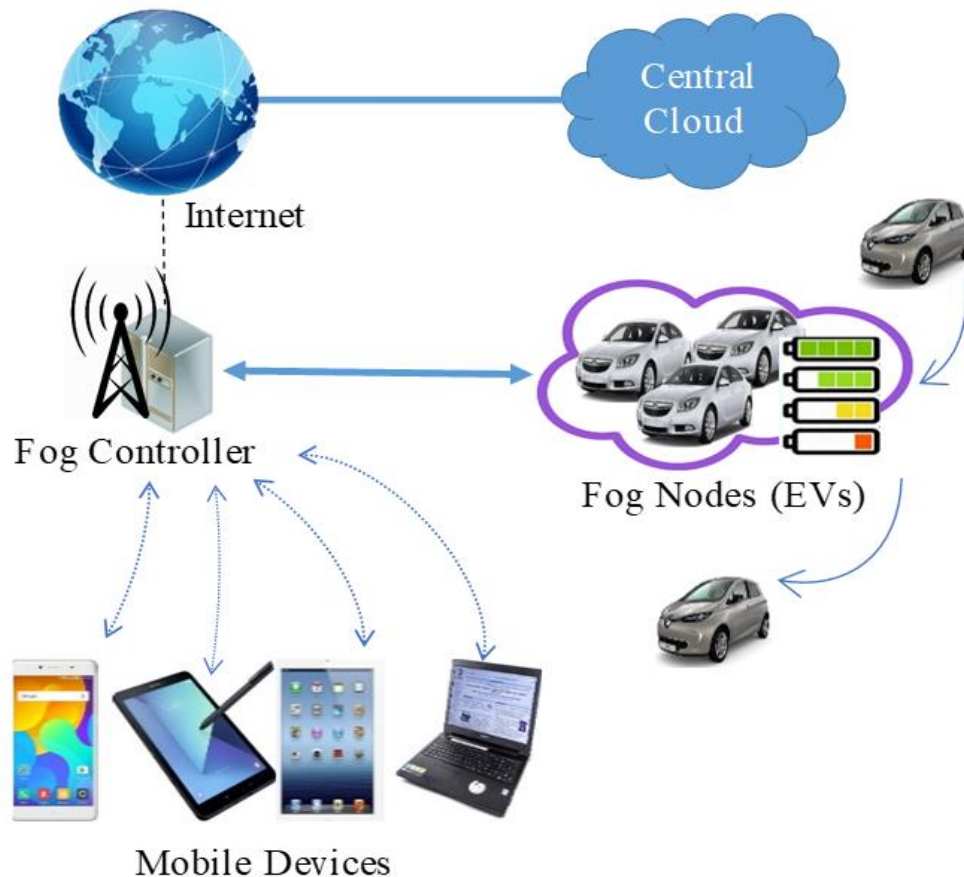 Central
Cloud
Internet
Fog Controller
Fog Nodes (EVs)
Mobile Devices